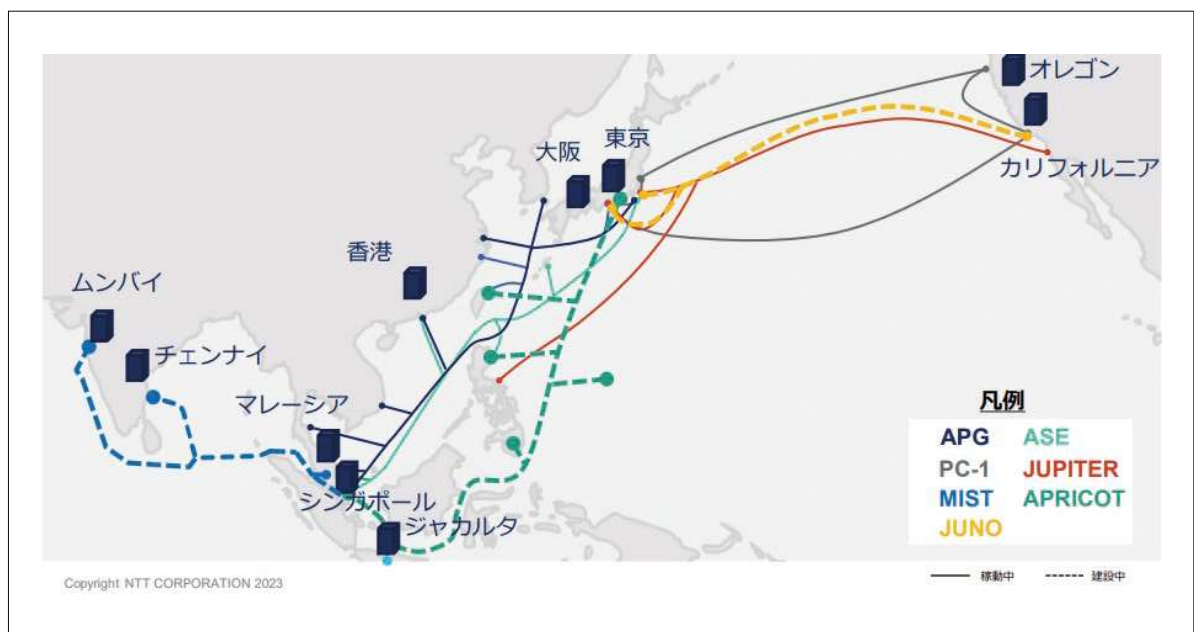 オレゴン
東京
大阪
カリフォルニア
香港
ムンバイ
チェンナイ
マレーシア
シンガポール
ジャカルタ
凡例
APG ASE
PC-1 JUPITER
MIST APRICOT
JUNO
稼動中 建設中
Copyright NTT CORPORATION 2023